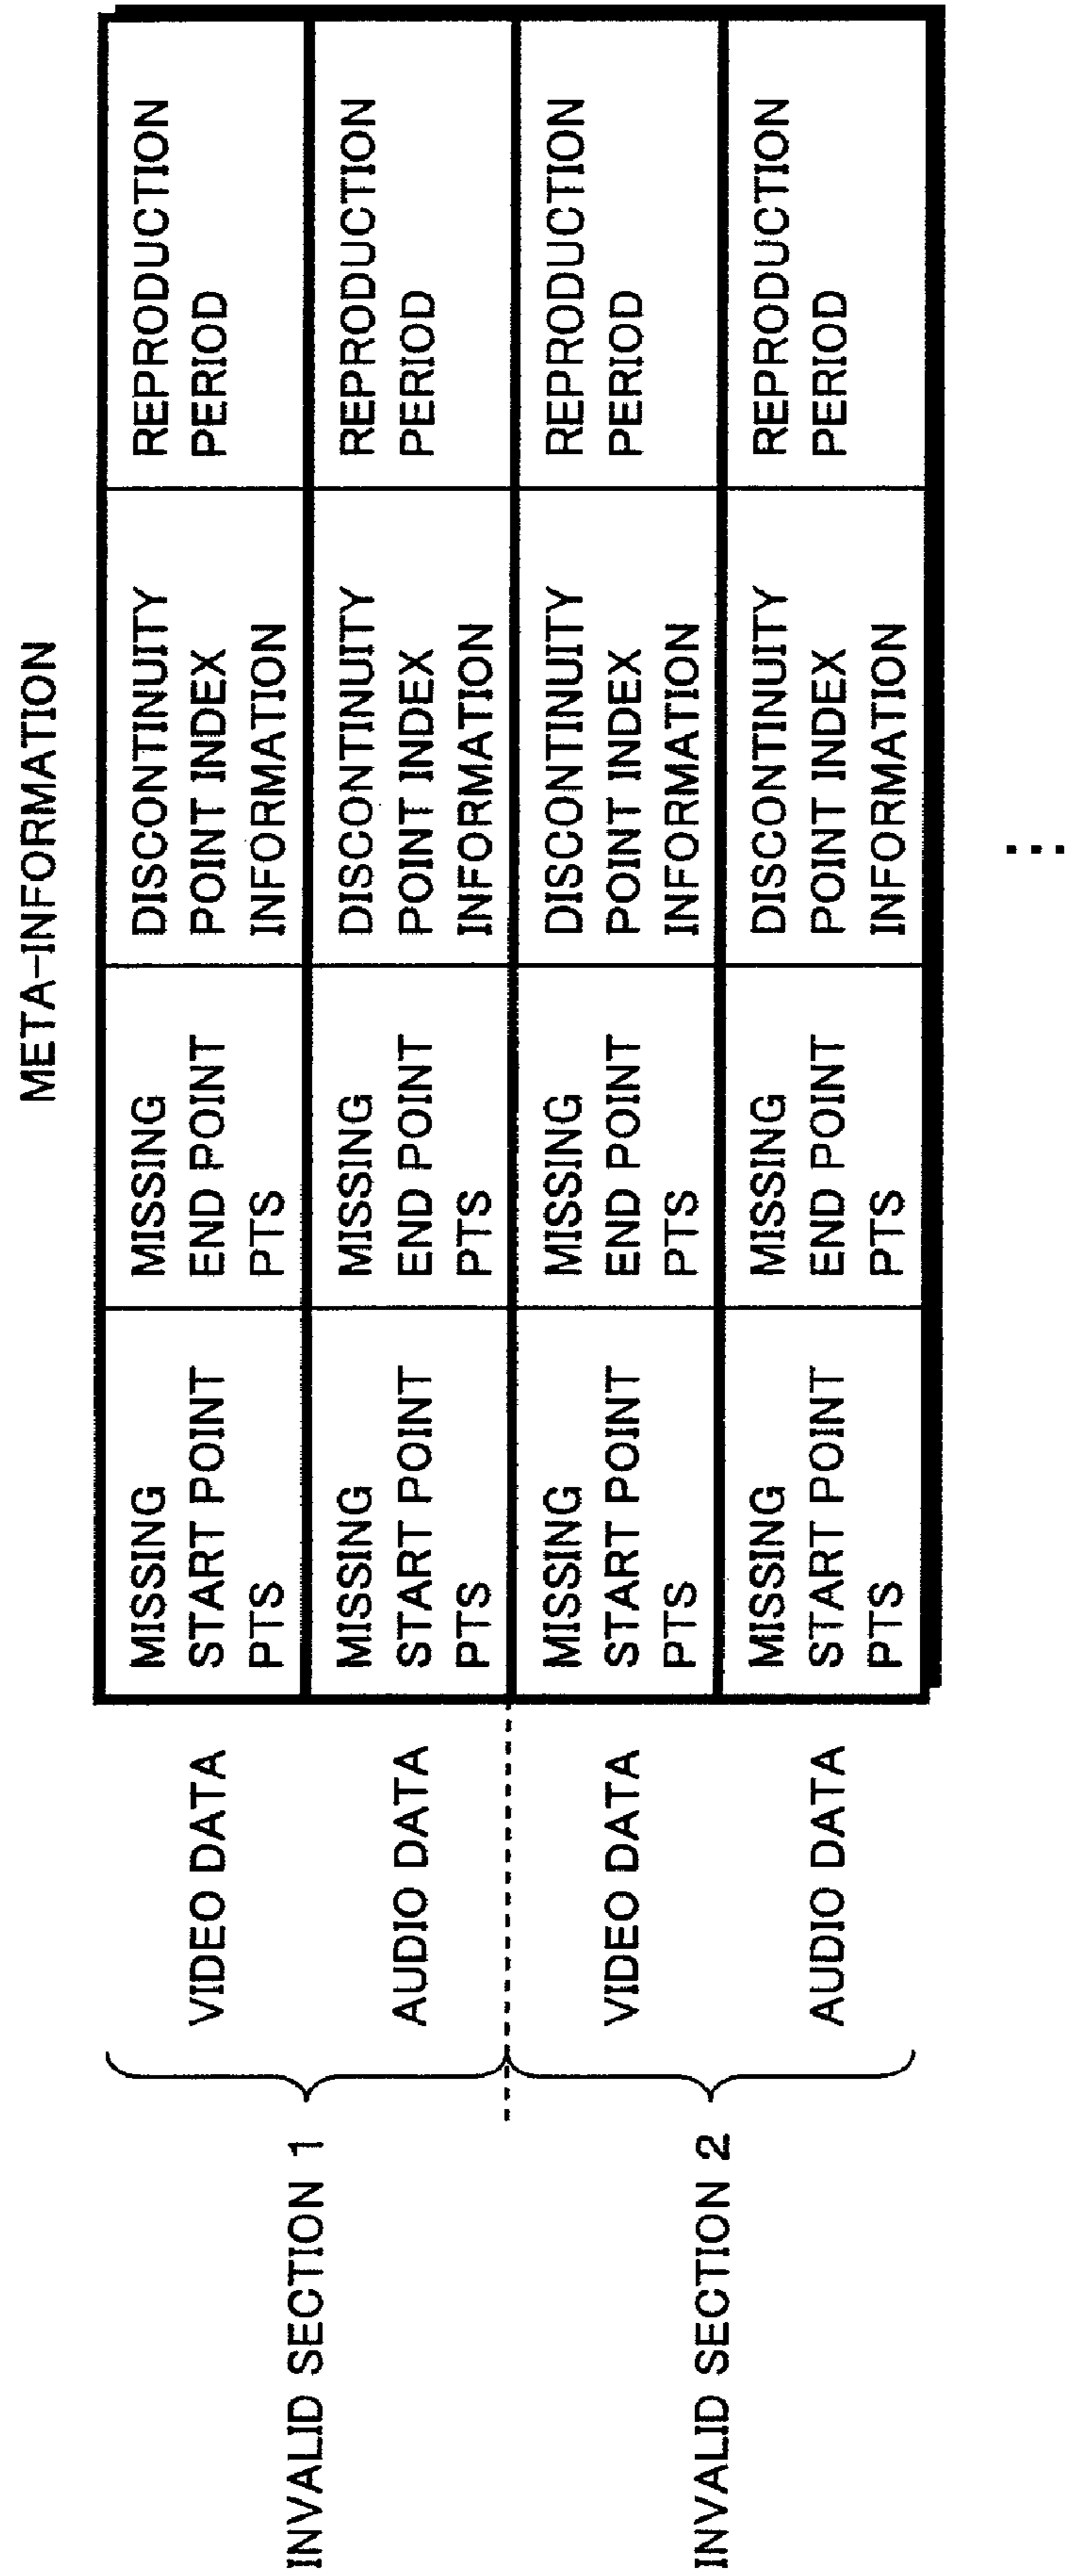 META-INFORMATION
INVALID SECTION 1
VIDEO DATA
MISSING
START POINT
PTS
MISSING
END POINT
PTS
DISCONTINUITY
POINT INDEX
INFORMATION
REPRODUCTION
PERIOD
AUDIO DATA
MISSING
START POINT
PTS
MISSING
END POINT
PTS
DISCONTINUITY
POINT INDEX
INFORMATION
REPRODUCTION
PERIOD
INVALID SECTION 2
VIDEO DATA
MISSING
START POINT
PTS
MISSING
END POINT
PTS
DISCONTINUITY
POINT INDEX
INFORMATION
REPRODUCTION
PERIOD
AUDIO DATA
MISSING
START POINT
PTS
MISSING
END POINT
PTS
DISCONTINUITY
POINT INDEX
INFORMATION
REPRODUCTION
PERIOD
⋮